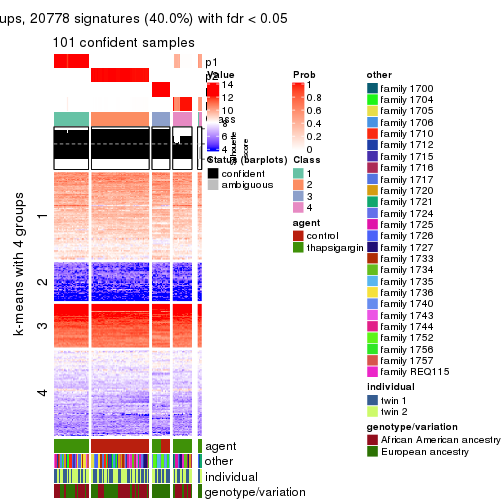 ups, 20778 signatures (40.0%) with fdr < 0.05
101 confident samples
p1
p2
Class
k-means with 4 groups
1
2
3
4
agent
other
individual
genotype/variation
Value
14
12
10
8
6
4
Status (barplots)
confident
ambiguous
Prob
1
0.8
0.6
0.4
0.2
0
Class
1
2
3
4
agent
control
thapsigargin
other
family 1700
family 1704
family 1705
family 1706
family 1710
family 1712
family 1715
family 1716
family 1717
family 1720
family 1721
family 1724
family 1725
family 1726
family 1727
family 1733
family 1734
family 1735
family 1736
family 1740
family 1743
family 1744
family 1752
family 1756
family 1757
family REQ115
individual
twin 1
twin 2
genotype/variation
African American ancestry
European ancestry